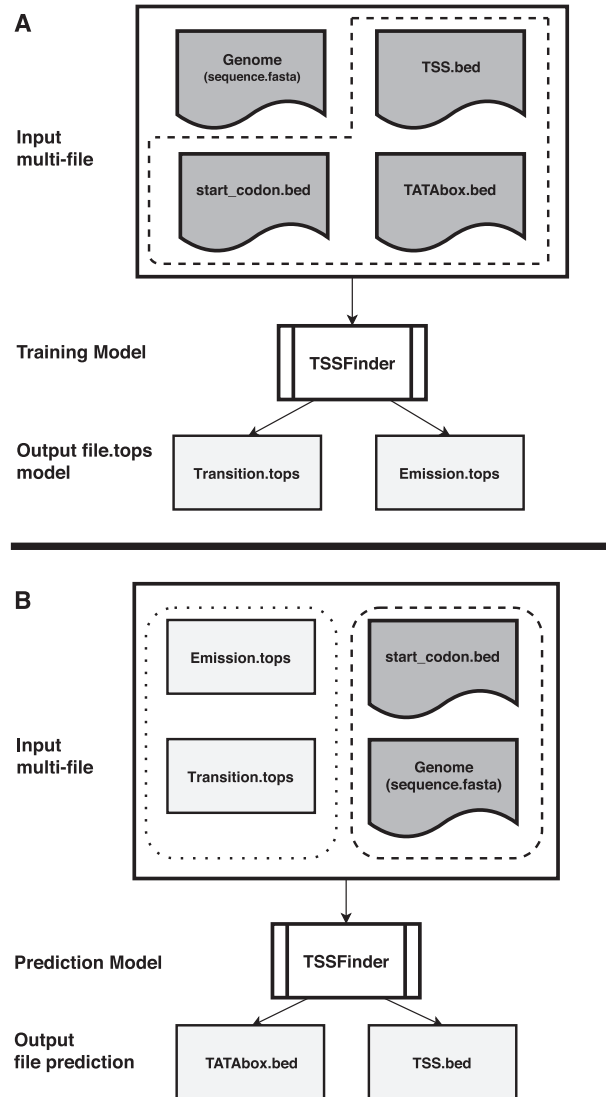 A
Genome
(sequence.fasta)
TSS.bed
Input
multi-file
start_codon.bed
TATAbox.bed
Training Model
TSSFinder
Output file.tops
model
Transition.tops
Emission.tops
B
Emission.tops
start_codon.bed
Input
multi-file
Transition.tops
Genome
(sequence.fasta)
Prediction Model
TSSFinder
Output
file prediction
TATAbox.bed
TSS.bed